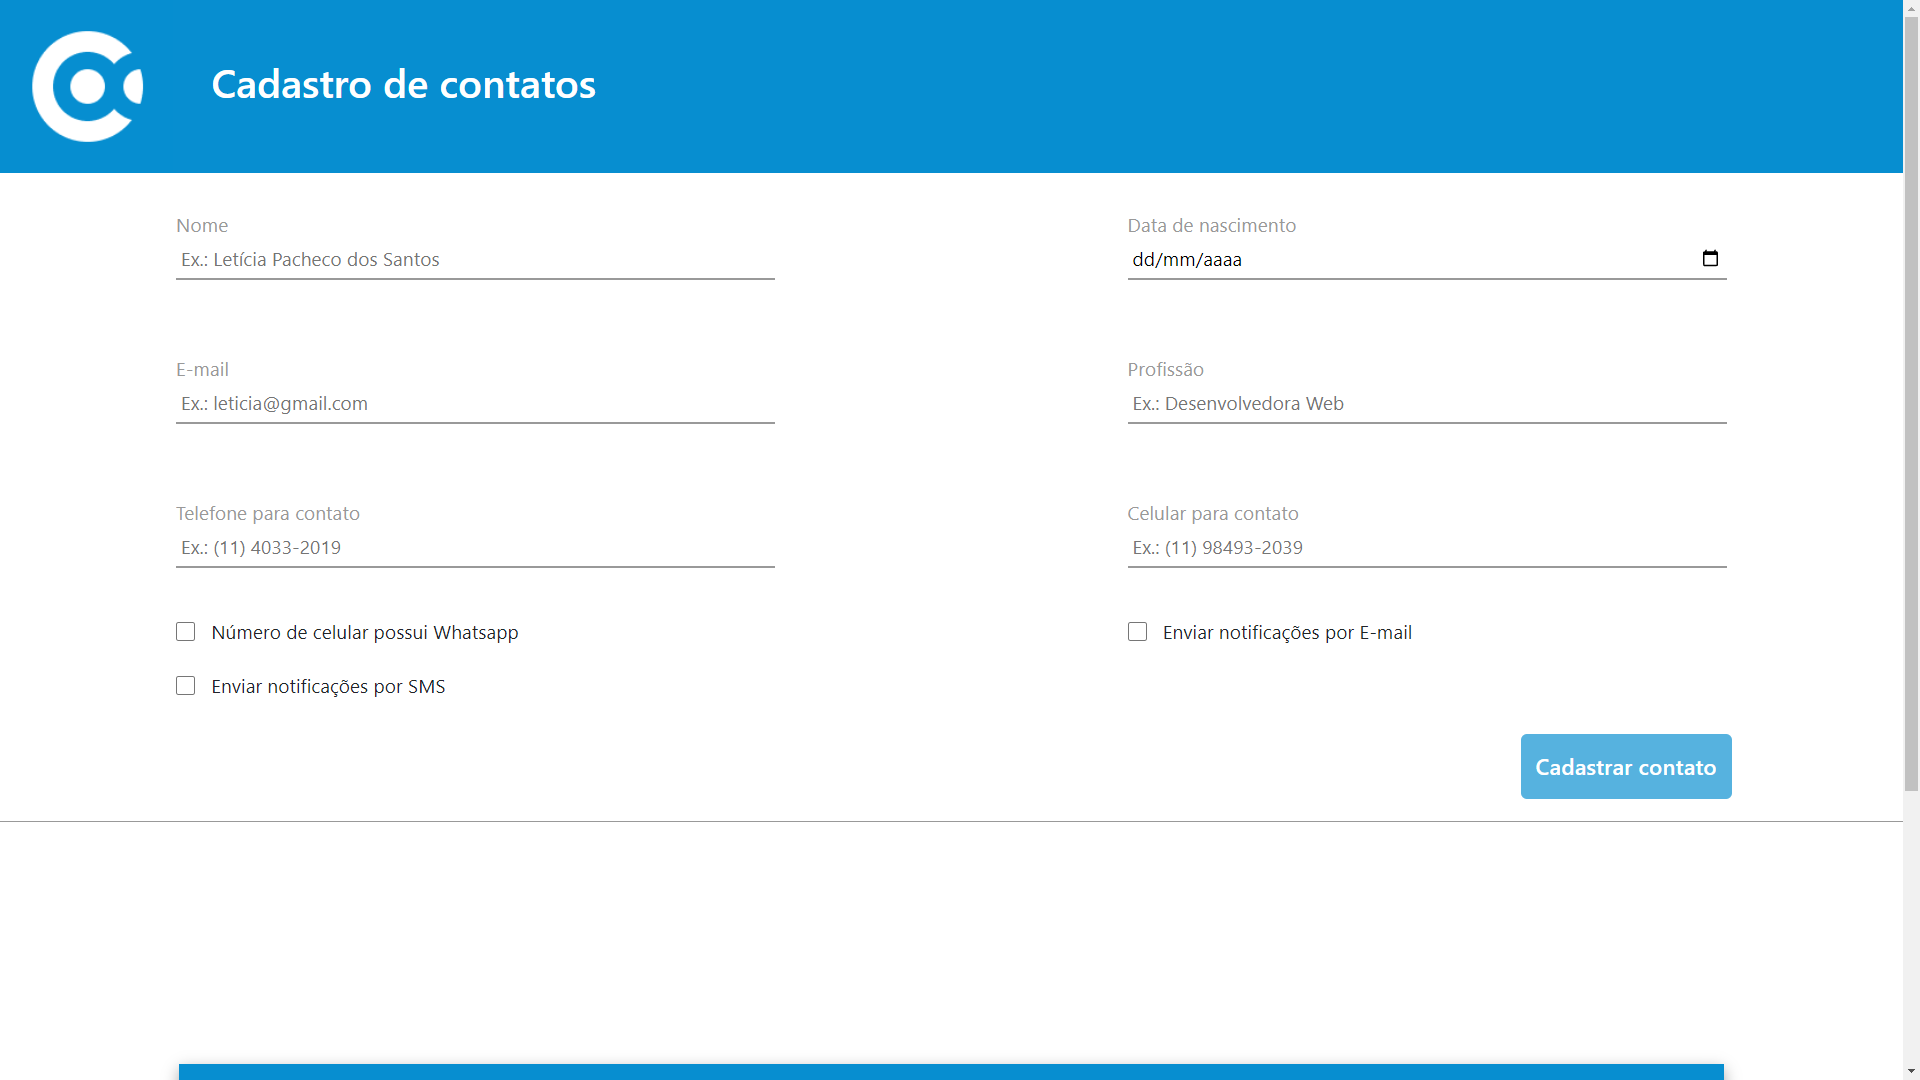 Cadastro de contatos
Nome
Data de nascimento
Ex.: Letícia Pacheco dos Santos
dd/mm/aaaa
E-mail
Profissão
Ex.: leticia@gmail.com
Ex.: Desenvolvedora Web
Telefone para contato
Celular para contato
Ex.: (11) 4033-2019
Ex.: (11) 98493-2039
Número de celular possui Whatsapp
Enviar notificações por E-mail
Enviar notificações por SMS
Cadastrar contato